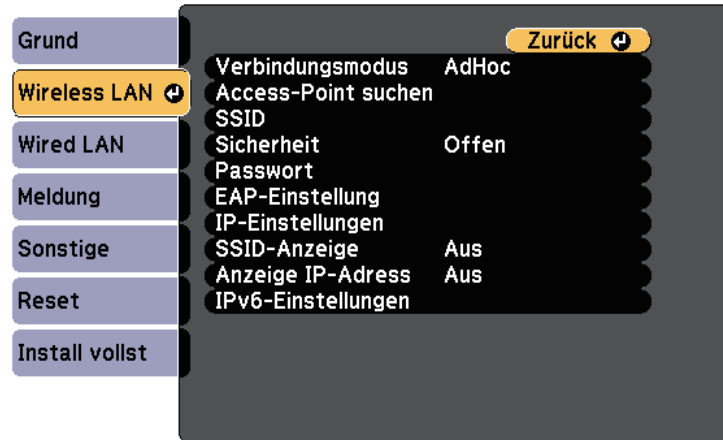 Grund
Wireless LAN
Wired LAN
Meldung
Sonstige
Reset
Install vollst
Zurück
Verbindungsmodus AdHoc
Access-Point suchen
SSID
Sicherheit Offen
Passwort
EAP-Einstellung
IP-Einstellungen
SSID-Anzeige Aus
Anzeige IP-Adress Aus
IPv6-Einstellungen